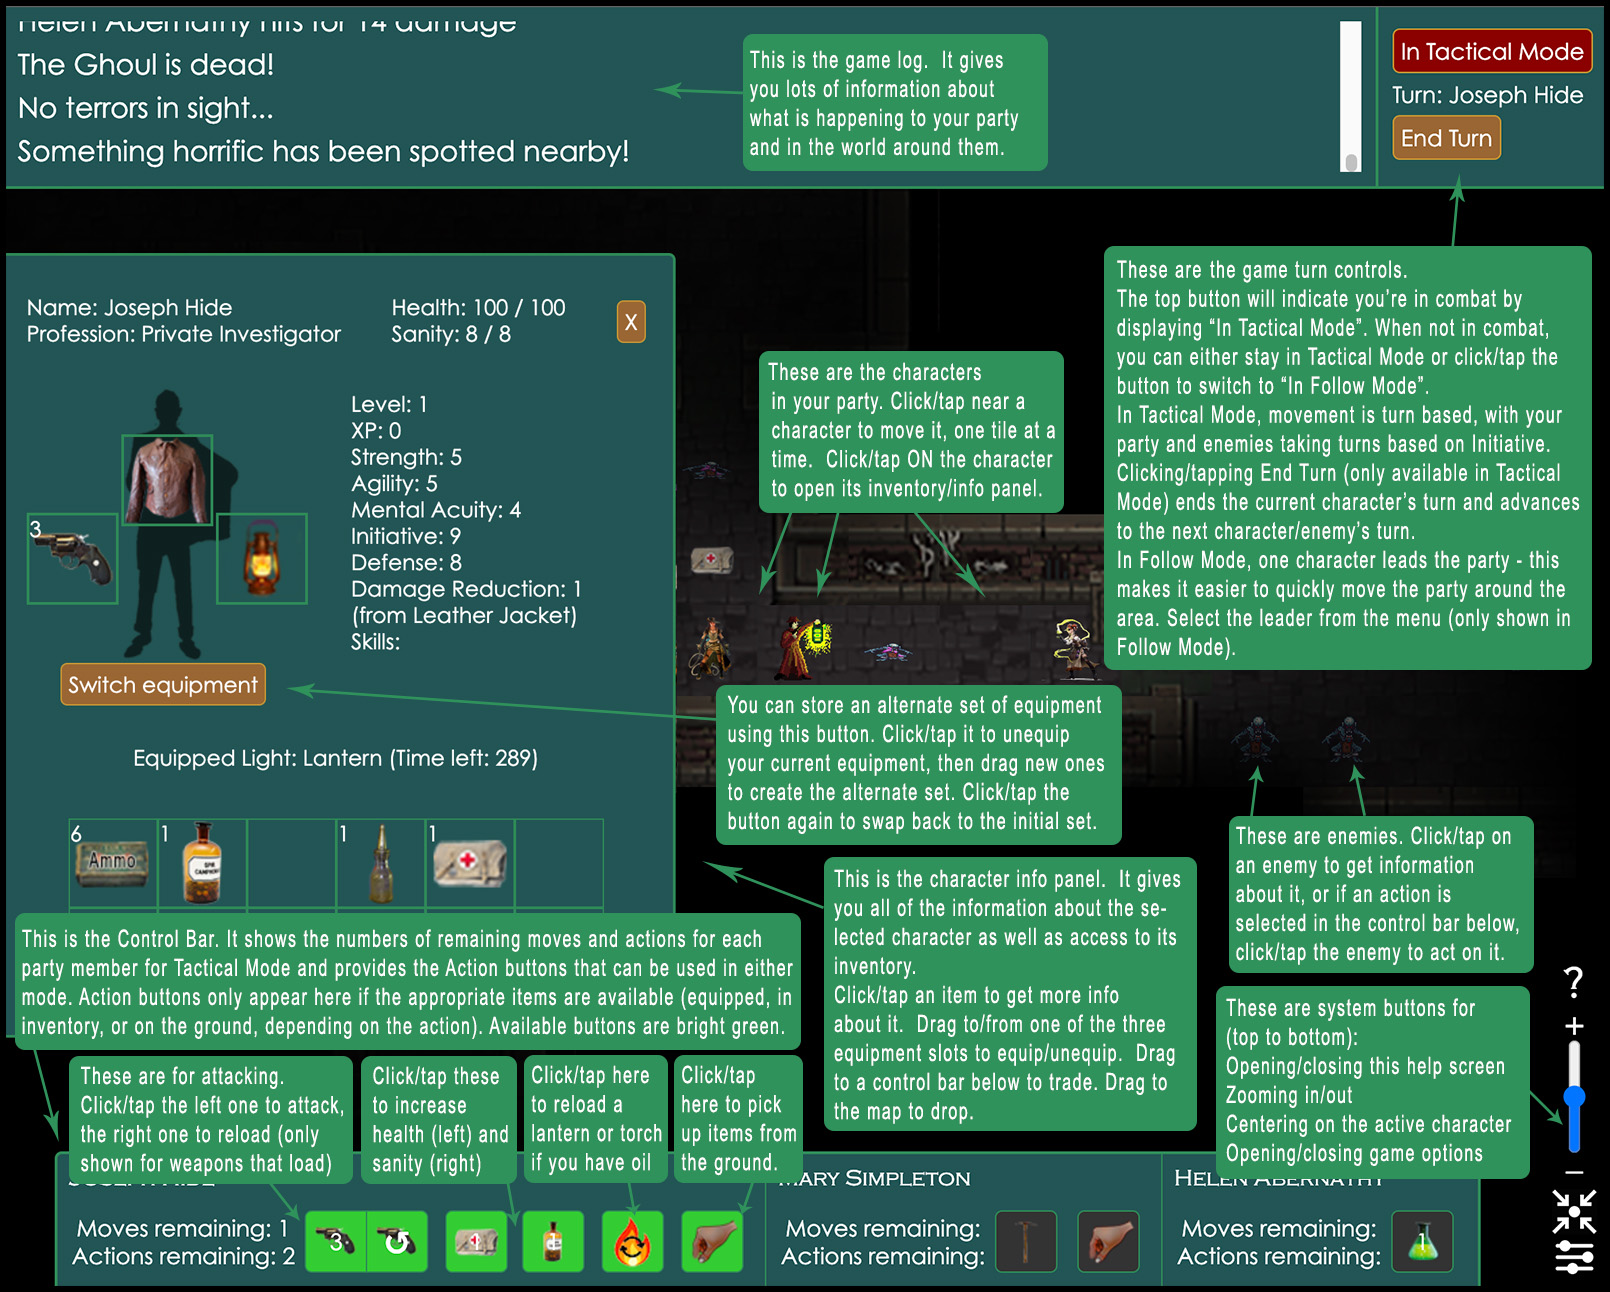 Helen Abernathy hits for 14 damage
The Ghoul is dead!
No terrors in sight...
Something horrific has been spotted nearby!
This is the game log. It gives
you lots of information about
what is happening to your party
and in the world around them.
In Tactical Mode
Turn: Joseph Hide
End Turn
These are the game turn controls.
The top button will indicate you’re in combat by
displaying “In Tactical Mode”. When not in combat,
you can either stay in Tactical Mode or click/tap the
button to switch to “In Follow Mode”.
In Tactical Mode, movement is turn based, with your
party and enemies taking turns based on Initiative.
Clicking/tapping End Turn (only available in Tactical
Mode) ends the current character’s turn and advances
to the next character/enemy’s turn.
In Follow Mode, one character leads the party - this
makes it easier to quickly move the party around the
area. Select the leader from the menu (only shown in
Follow Mode).
Name: Joseph Hide
Profession: Private Investigator
Health: 100 / 100
Sanity: 8 / 8
X
Level: 1
XP: 0
Strength: 5
Agility: 5
Mental Acuity: 4
Initiative: 9
Defense: 8
Damage Reduction: 1
(from Leather Jacket)
Skills:
3
Switch equipment
Equipped Light: Lantern (Time left: 289)
6
Ammo
1
SPR
CAMPHOR
1
1
These are the characters
in your party. Click/tap near a
character to move it, one tile at a
time. Click/tap ON the character
to open its inventory/info panel.
You can store an alternate set of equipment
using this button. Click/tap it to unequip
your current equipment, then drag new ones
to create the alternate set. Click/tap the
button again to swap back to the initial set.
This is the character info panel. It gives
you all of the information about the se-
lected character as well as access to its
inventory.
Click/tap an item to get more info
about it. Drag to/from one of the three
equipment slots to equip/unequip. Drag
to a control bar below to trade. Drag to
the map to drop.
These are enemies. Click/tap on
an enemy to get information
about it, or if an action is
selected in the control bar below,
click/tap the enemy to act on it.
These are system buttons for
(top to bottom):
Opening/closing this help screen
Zooming in/out
Centering on the active character
Opening/closing game options
?
+
−
This is the Control Bar. It shows the numbers of remaining moves and actions for each
party member for Tactical Mode and provides the Action buttons that can be used in either
mode. Action buttons only appear here if the appropriate items are available (equipped, in
inventory, or on the ground, depending on the action). Available buttons are bright green.
These are for attacking.
Click/tap the left one to attack,
the right one to reload (only
shown for weapons that load)
Click/tap these
to increase
health (left) and
sanity (right)
Click/tap here
to reload a
lantern or torch
if you have oil
Click/tap
here to pick
up items from
the ground.
JOSEPH HIDE
Moves remaining: 1
Actions remaining: 2
3
1
1
MARY SIMPLETON
Moves remaining:
Actions remaining:
HELEN ABERNATHY
Moves remaining:
Actions remaining:
1